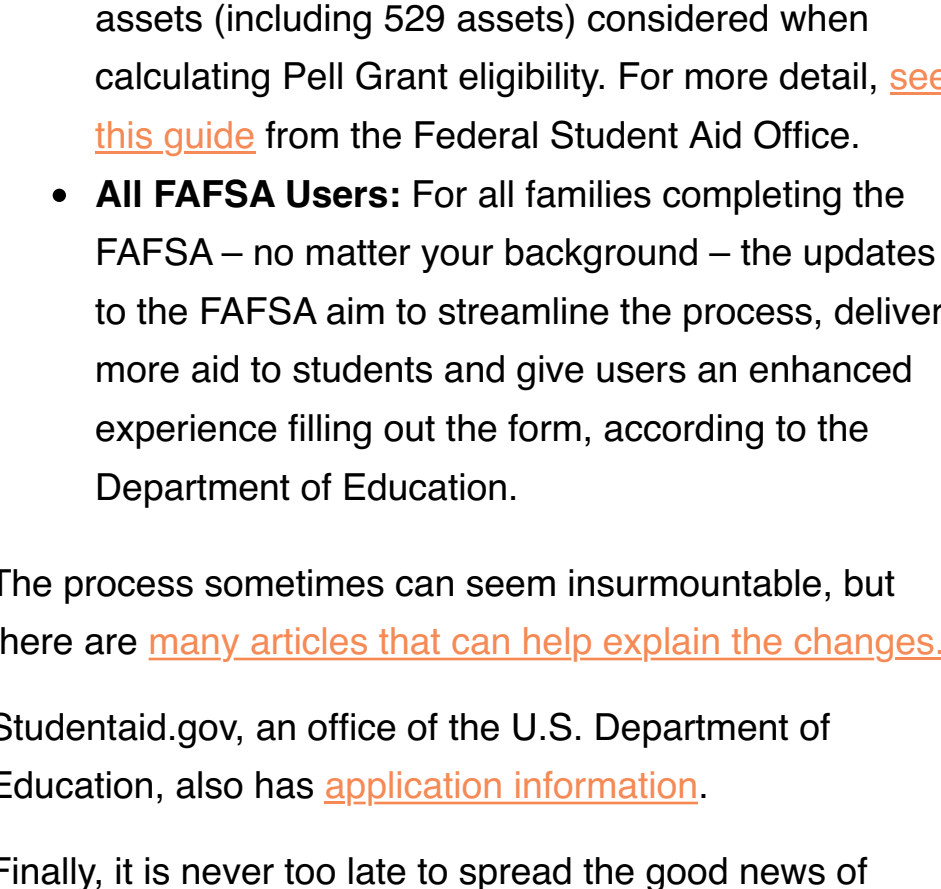 assets (including 529 assets) considered when
calculating Pell Grant eligibility. For more detail, see
this guide from the Federal Student Aid Office.
• All FAFSA Users: For all families completing the
FAFSA – no matter your background – the updates
to the FAFSA aim to streamline the process, deliver
more aid to students and give users an enhanced
experience filling out the form, according to the
Department of Education.
The process sometimes can seem insurmountable, but
there are many articles that can help explain the changes.
Studentaid.gov, an office of the U.S. Department of
Education, also has application information.
Finally, it is never too late to spread the good news of